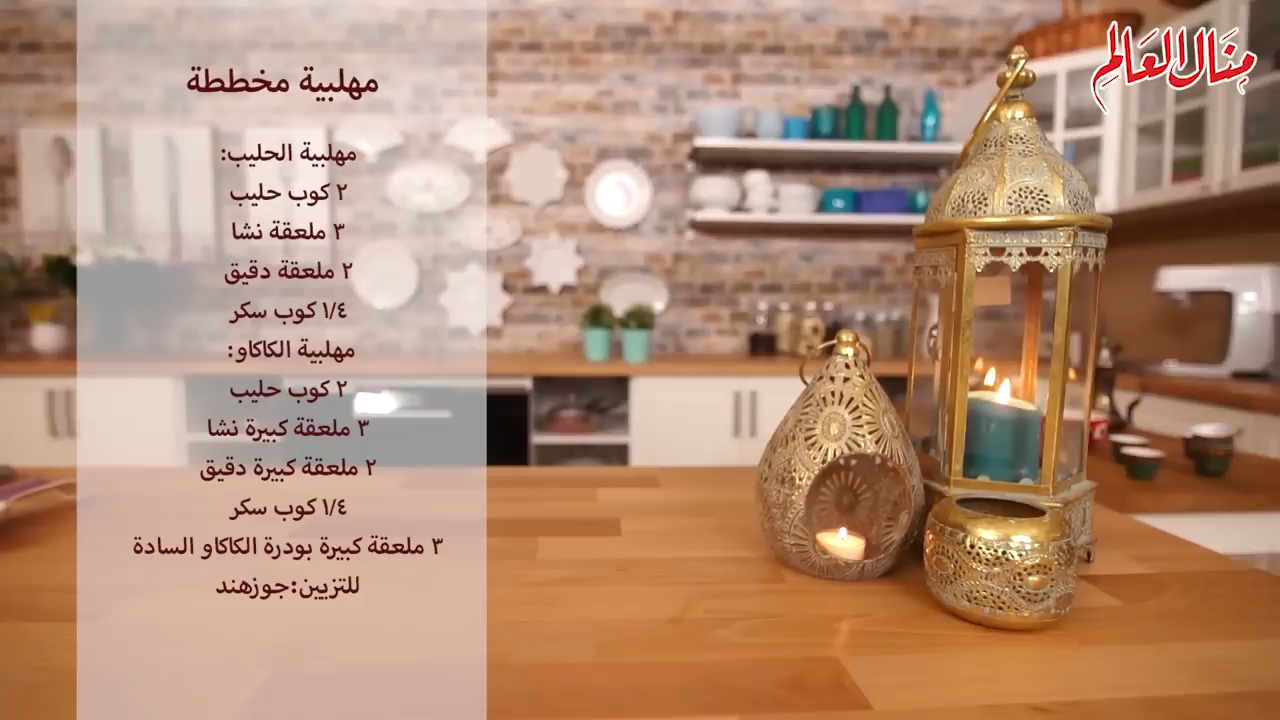 منال العالم
مهلبية مخططة
مهلبية الحليب:
٢ كوب حليب
٣ ملعقة نشا
٢ ملعقة دقيق
١/٤ كوب سكر
مهلبية الكاكاو:
٢ كوب حليب
٣ ملعقة كبيرة نشا
٢ ملعقة كبيرة دقيق
١/٤ كوب سكر
٣ ملعقة كبيرة بودرة الكاكاو السادة
للتزيين:جوزهند